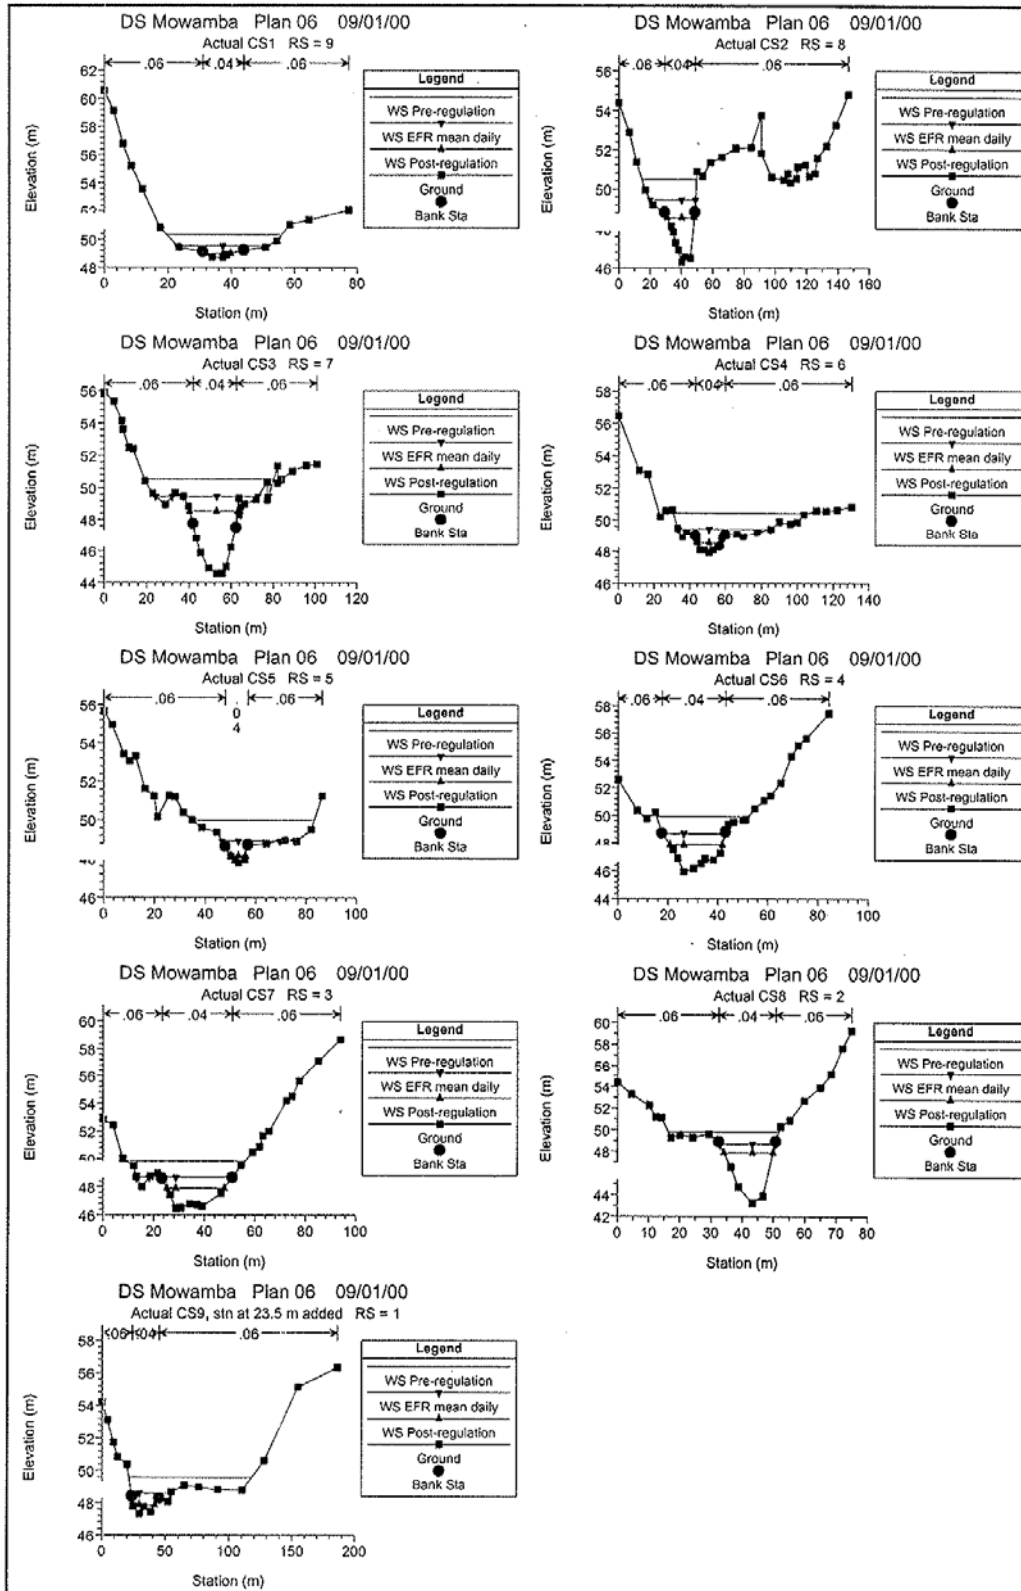 DS Mowamba Plan 06 09/01/00
Actual CS1 RS = 9
.06 .04 .06
62
60
58
56
54
52
50
48
0 20 40 60 80
Elevation (m)
Station (m)
Legend
WS Pre-regulation
WS EFR mean daily
WS Post-regulation
Ground
Bank Sta
DS Mowamba Plan 06 09/01/00
Actual CS2 RS = 8
.06 .04 .06
56
54
52
50
48
46
0 20 40 60 80 100 120 140 160
Elevation (m)
Station (m)
Legend
WS Pre-regulation
WS EFR mean daily
WS Post-regulation
Ground
Bank Sta
DS Mowamba Plan 06 09/01/00
Actual CS3 RS = 7
.06 .04 .06
56
54
52
50
48
46
44
0 20 40 60 80 100 120
Elevation (m)
Station (m)
Legend
WS Pre-regulation
WS EFR mean daily
WS Post-regulation
Ground
Bank Sta
DS Mowamba Plan 06 09/01/00
Actual CS4 RS = 6
.06 .04 .06
58
56
54
52
50
48
46
0 20 40 60 80 100 120 140
Elevation (m)
Station (m)
Legend
WS Pre-regulation
WS EFR mean daily
WS Post-regulation
Ground
Bank Sta
DS Mowamba Plan 06 09/01/00
Actual CS5 RS = 5
.06 .04 .06
56
54
52
50
48
46
0 20 40 60 80 100
Elevation (m)
Station (m)
Legend
WS Pre-regulation
WS EFR mean daily
WS Post-regulation
Ground
Bank Sta
DS Mowamba Plan 06 09/01/00
Actual CS6 RS = 4
.06 .04 .06
58
56
54
52
50
48
46
44
0 20 40 60 80 100
Elevation (m)
Station (m)
Legend
WS Pre-regulation
WS EFR mean daily
WS Post-regulation
Ground
Bank Sta
DS Mowamba Plan 06 09/01/00
Actual CS7 RS = 3
.06 .04 .06
60
58
56
54
52
50
48
46
0 20 40 60 80 100
Elevation (m)
Station (m)
Legend
WS Pre-regulation
WS EFR mean daily
WS Post-regulation
Ground
Bank Sta
DS Mowamba Plan 06 09/01/00
Actual CS8 RS = 2
.06 .04 .06
60
58
56
54
52
50
48
44
42
0 10 20 30 40 50 60 70 80
Elevation (m)
Station (m)
Legend
WS Pre-regulation
WS EFR mean daily
WS Post-regulation
Ground
Bank Sta
DS Mowamba Plan 06 09/01/00
Actual CS9, stn at 23.5 m added RS = 1
.06 .04 .06
58
56
54
52
50
48
46
0 50 100 150 200
Elevation (m)
Station (m)
Legend
WS Pre-regulation
WS EFR mean daily
WS Post-regulation
Ground
Bank Sta